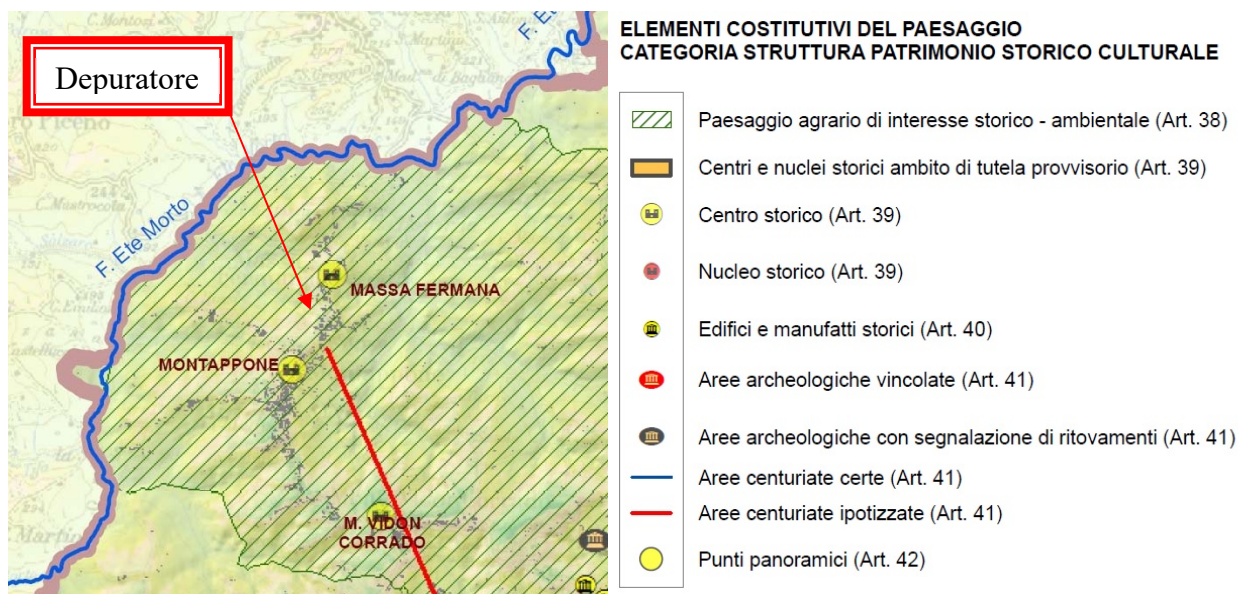 Depuratore
F. Ete Morto
MASSA FERMANA
MONTAPPONE
M. VIDON
CORRADO
ELEMENTI COSTITUTIVI DEL PAESAGGIO
CATEGORIA STRUTTURA PATRIMONIO STORICO CULTURALE
Paesaggio agrario di interesse storico - ambientale (Art. 38)
Centri e nuclei storici ambito di tutela provvisorio (Art. 39)
Centro storico (Art. 39)
Nucleo storico (Art. 39)
Edifici e manufatti storici (Art. 40)
Aree archeologiche vincolate (Art. 41)
Aree archeologiche con segnalazione di ritovamenti (Art. 41)
Aree centuriate certe (Art. 41)
Aree centuriate ipotizzate (Art. 41)
Punti panoramici (Art. 42)